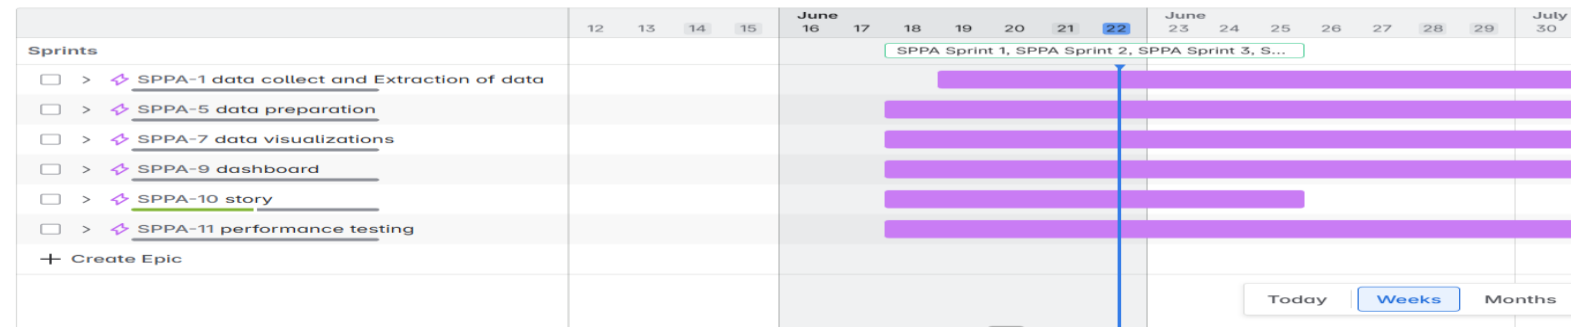 June June July
12 13 14 15 16 17 18 19 20 21 22 23 24 25 26 27 28 29 30
Sprints SPPA Sprint 1, SPPA Sprint 2, SPPA Sprint 3, S...
SPPA-1 data collect and Extraction of data
SPPA-5 data preparation
SPPA-7 data visualizations
SPPA-9 dashboard
SPPA-10 story
SPPA-11 performance testing
Create Epic
Today Weeks Months